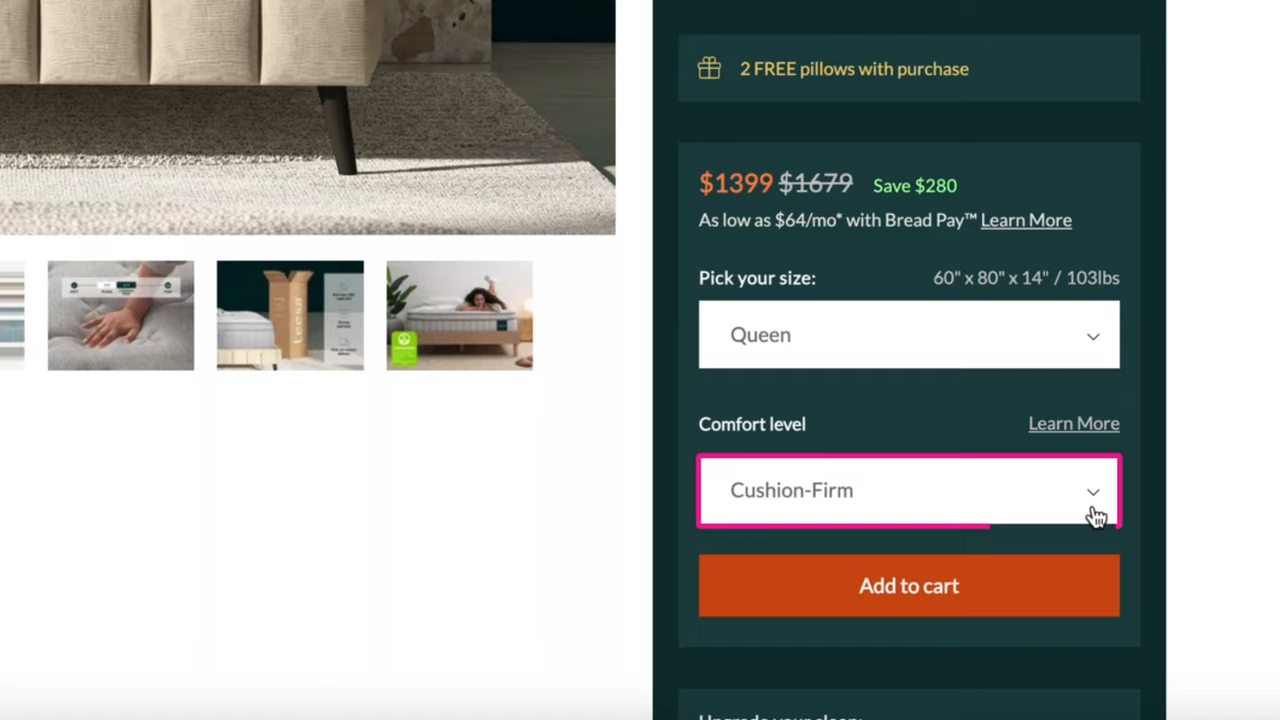 2 FREE pillows with purchase
$1399 $1679 Save $280
As low as $64/mo* with Bread Pay™ Learn More
Pick your size: 60" x 80" x 14" / 103lbs
Queen
Comfort level Learn More
Cushion-Firm
Add to cart
Leesa